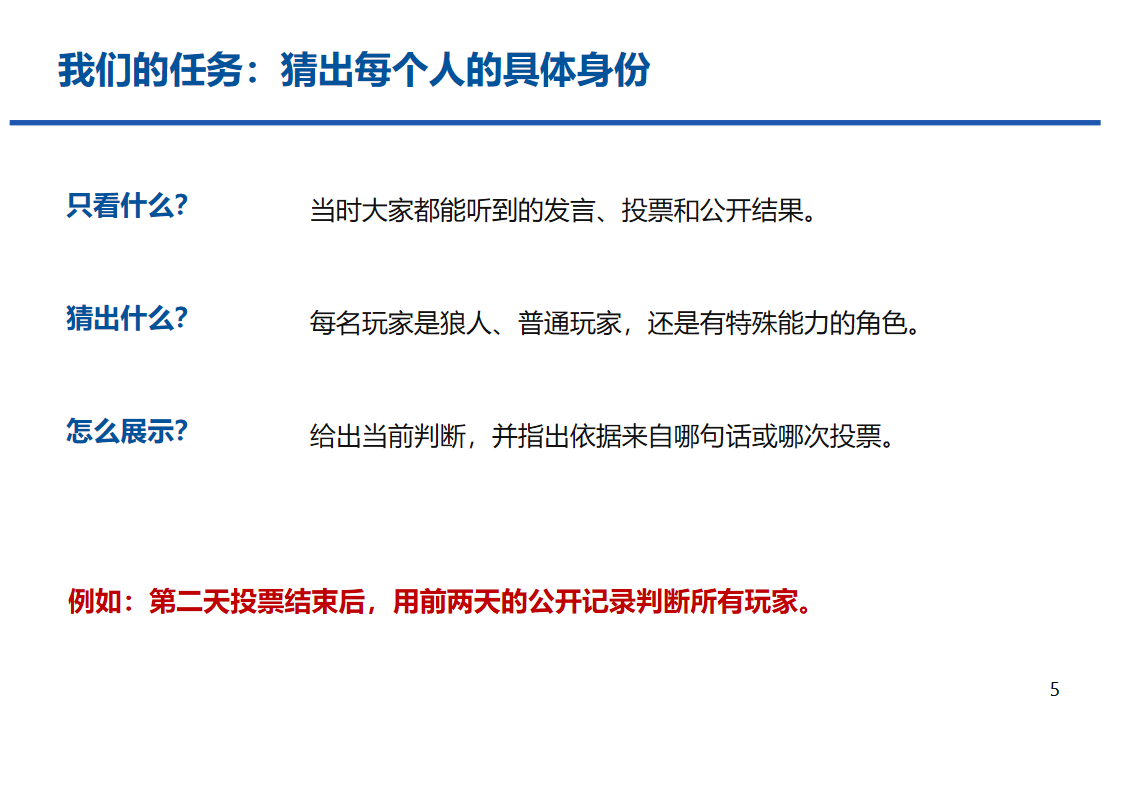 我们的任务：猜出每个人的具体身份
只看什么？
当时大家都能听到的发言、投票和公开结果。
猜出什么？
每名玩家是狼人、普通玩家，还是有特殊能力的角色。
怎么展示？
给出当前判断，并指出依据来自哪句话或哪次投票。
例如：第二天投票结束后，用前两天的公开记录判断所有玩家。
5